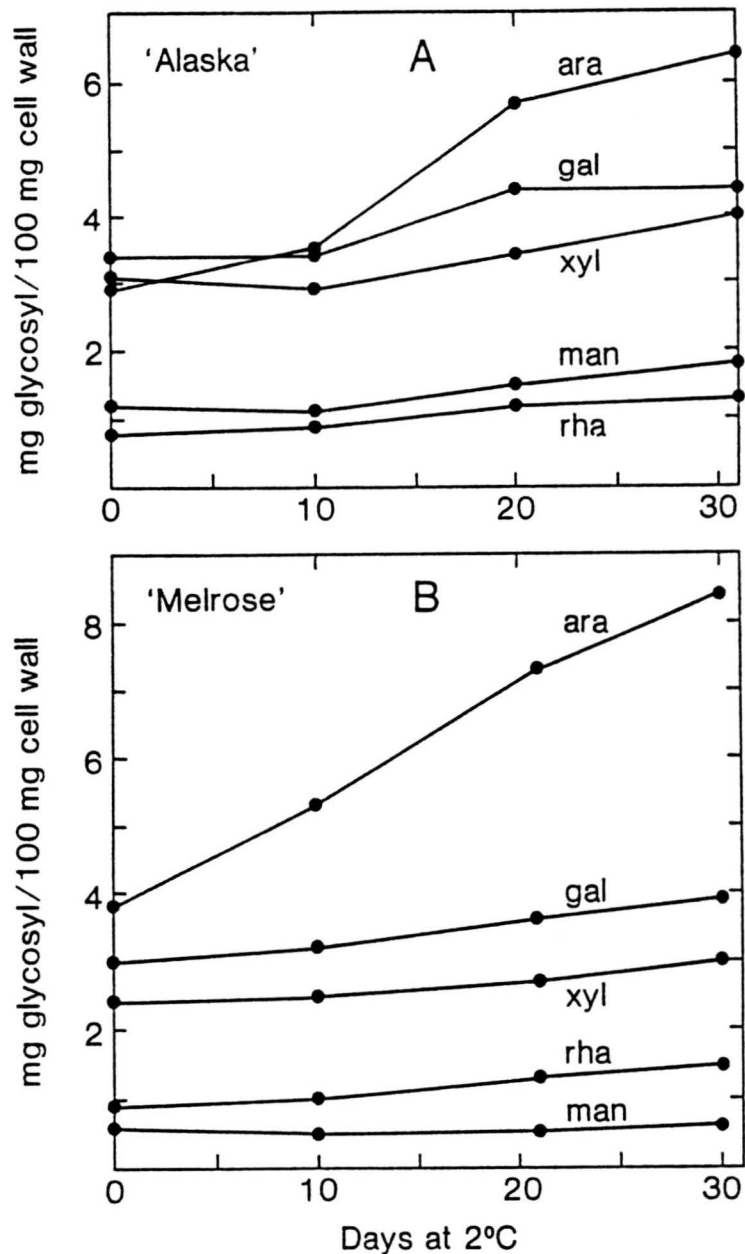 'Alaska'
A
ara
gal
xyl
man
rha
mg glycosyl/100 mg cell wall
6
4
2
0
10
20
30
'Melrose'
B
ara
gal
xyl
rha
man
mg glycosyl/100 mg cell wall
8
6
4
2
0
10
20
30
Days at 2ºC